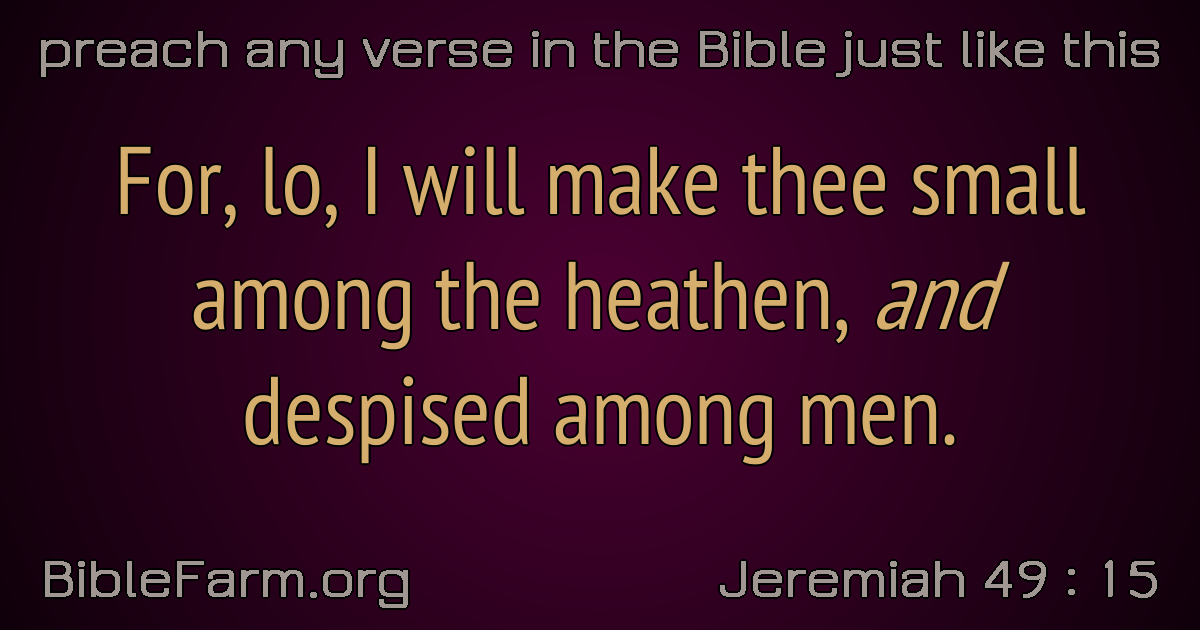 preach any verse in the Bible just like this
For, lo, I will make thee small
among the heathen, and
despised among men.
BibleFarm.org
Jeremiah 49 : 15